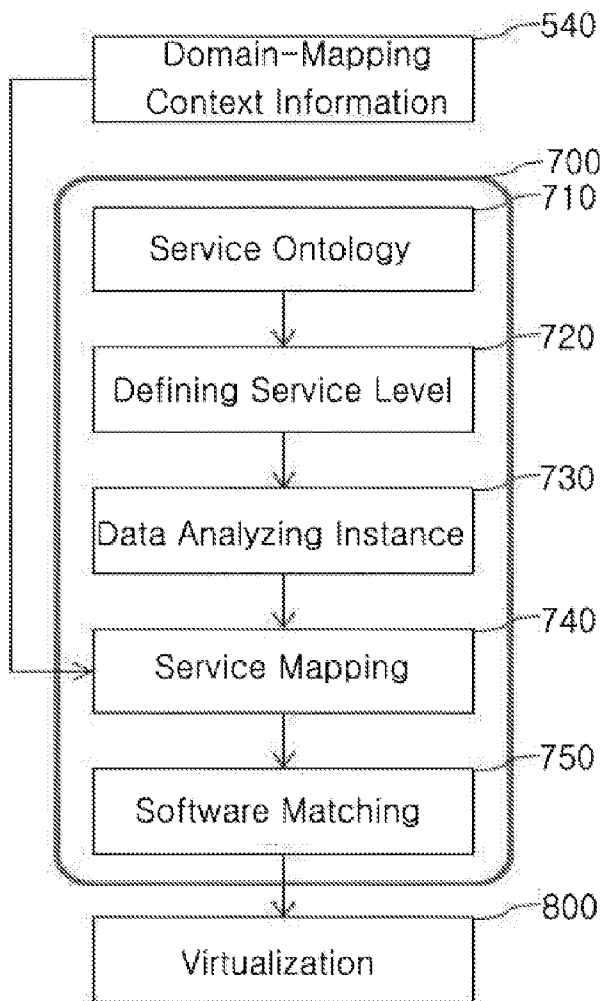 540
Domain-Mapping
Context Information
700
710
Service Ontology
720
Defining Service Level
730
Data Analyzing Instance
740
Service Mapping
750
Software Matching
800
Virtualization